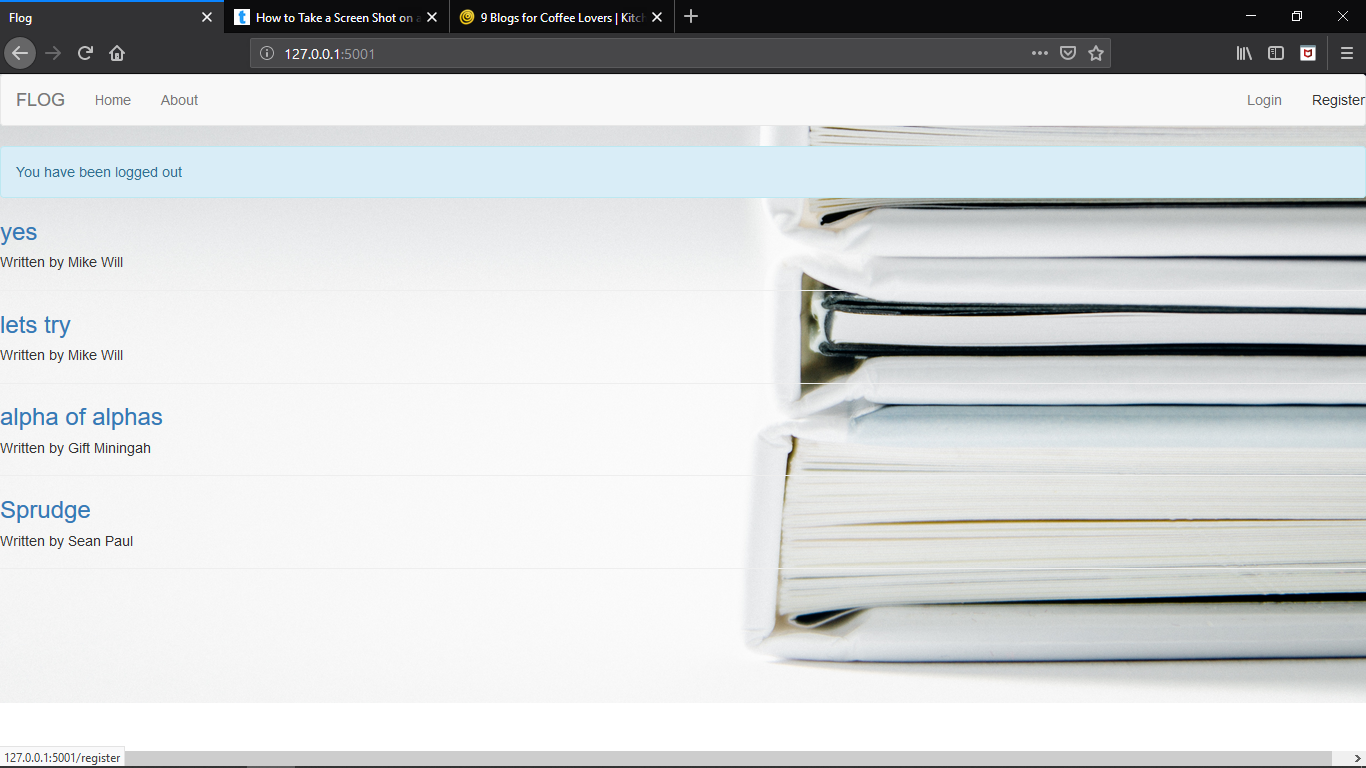 Flog
How to Take a Screen Shot on a
9 Blogs for Coffee Lovers | Kitch
127.0.0.1:5001
FLOG Home About Login Register
You have been logged out
yes
Written by Mike Will
lets try
Written by Mike Will
alpha of alphas
Written by Gift Miningah
Sprudge
Written by Sean Paul
127.0.0.1:5001/register